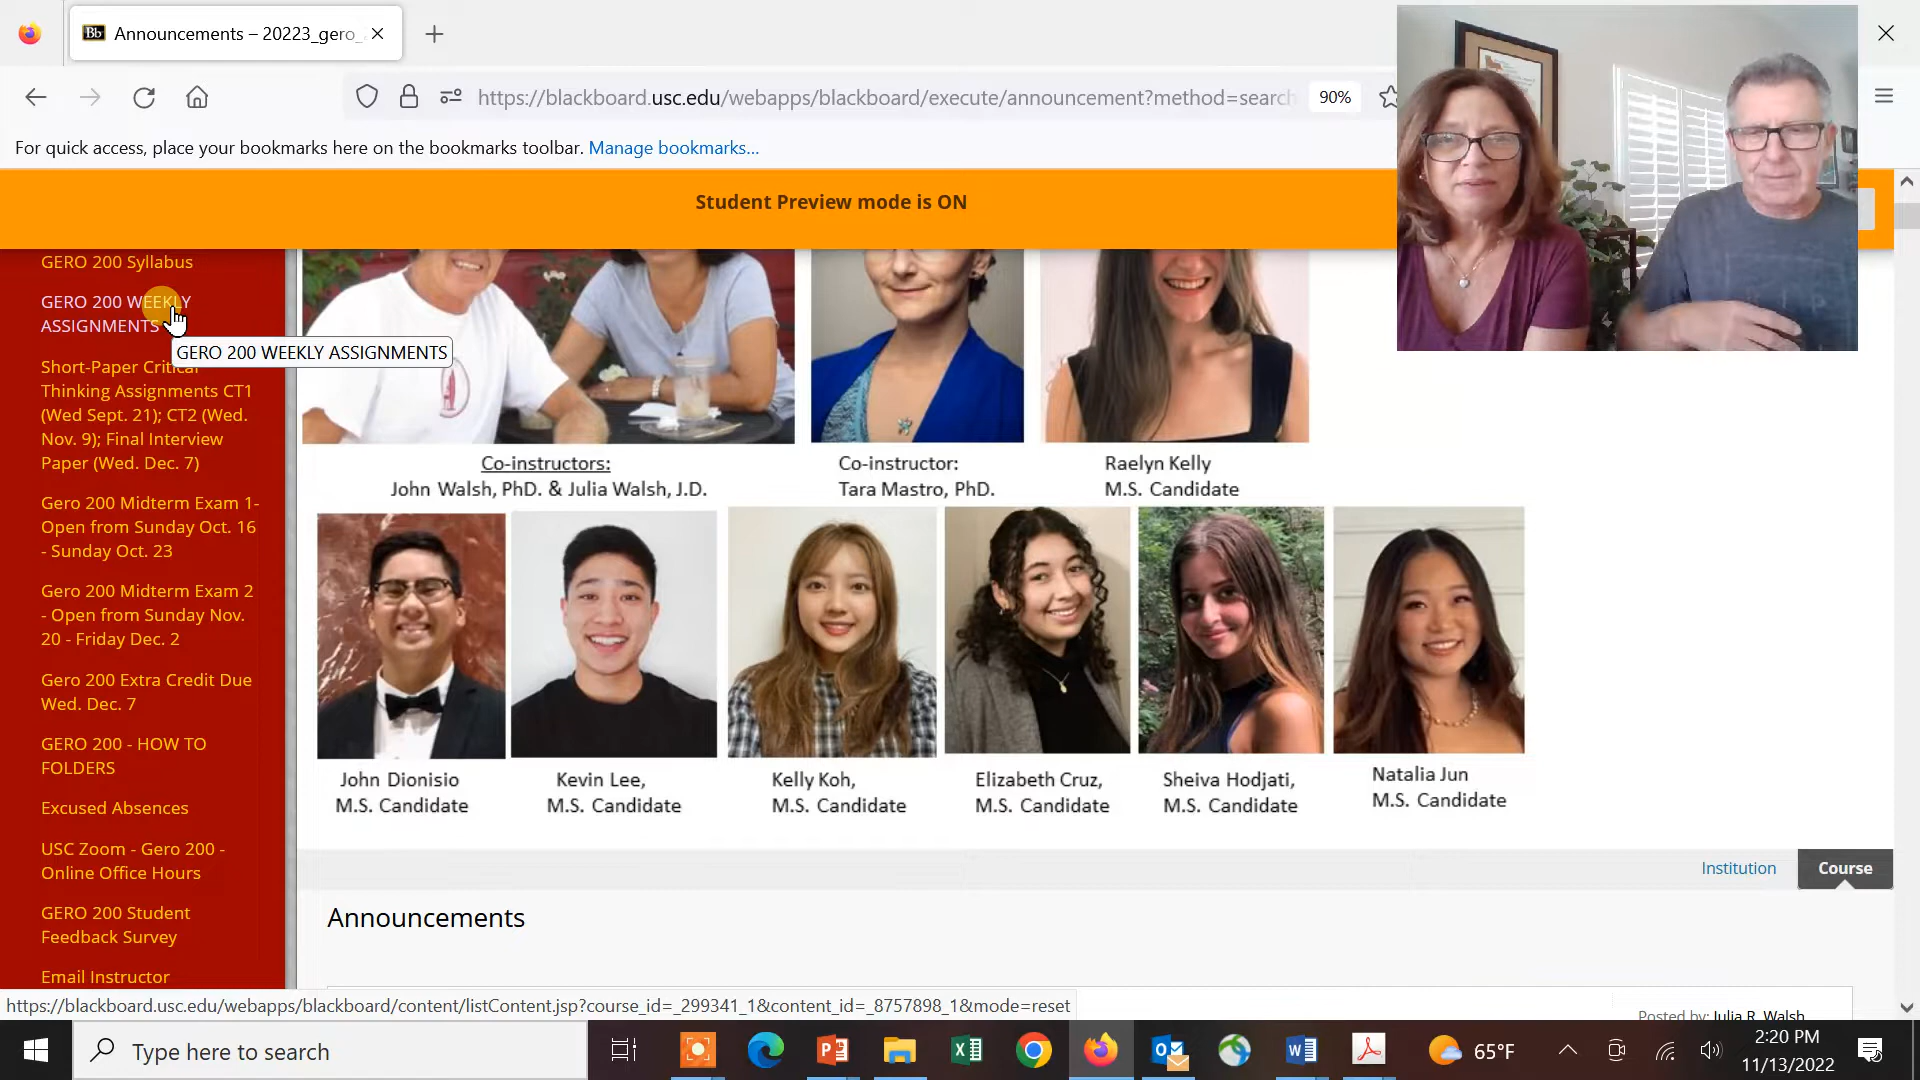 Announcements – 20223_gero_
https://blackboard.usc.edu/webapps/blackboard/execute/announcement?method=search
90%
For quick access, place your bookmarks here on the bookmarks toolbar. Manage bookmarks...
Student Preview mode is ON
GERO 200 Syllabus
GERO 200 WEEKLY
ASSIGNMENTS
GERO 200 WEEKLY ASSIGNMENTS
Short-Paper Critical
Thinking Assignments CT1
(Wed Sept. 21); CT2 (Wed.
Nov. 9); Final Interview
Paper (Wed. Dec. 7)
Gero 200 Midterm Exam 1-
Open from Sunday Oct. 16
- Sunday Oct. 23
Gero 200 Midterm Exam 2
- Open from Sunday Nov.
20 - Friday Dec. 2
Gero 200 Extra Credit Due
Wed. Dec. 7
GERO 200 - HOW TO
FOLDERS
Excused Absences
USC Zoom - Gero 200 -
Online Office Hours
GERO 200 Student
Feedback Survey
Email Instructor
Co-instructors:
John Walsh, PhD. & Julia Walsh, J.D.
Co-instructor:
Tara Mastro, PhD.
Raelyn Kelly
M.S. Candidate
John Dionisio
M.S. Candidate
Kevin Lee,
M.S. Candidate
Kelly Koh,
M.S. Candidate
Elizabeth Cruz,
M.S. Candidate
Sheiva Hodjati,
M.S. Candidate
Natalia Jun
M.S. Candidate
Institution
Course
Announcements
Posted by: Julia R. Walsh
https://blackboard.usc.edu/webapps/blackboard/content/listContent.jsp?course_id=_299341_1&content_id=_8757898_1&mode=reset
Type here to search
65°F
2:20 PM
11/13/2022